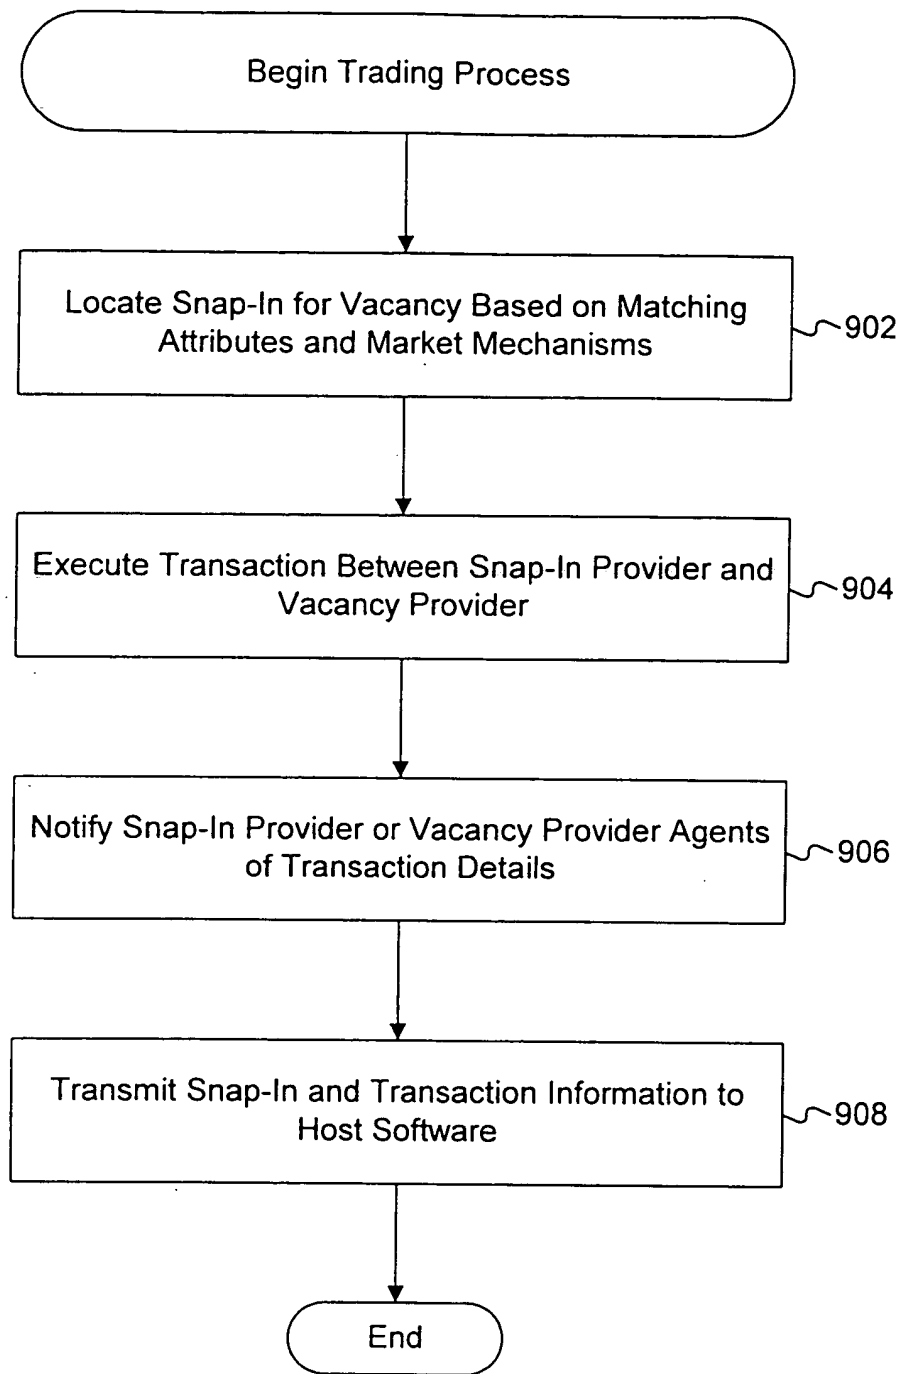 Begin Trading Process
Locate Snap-In for Vacancy Based on Matching
Attributes and Market Mechanisms
902
Execute Transaction Between Snap-In Provider and
Vacancy Provider
904
Notify Snap-In Provider or Vacancy Provider Agents
of Transaction Details
906
Transmit Snap-In and Transaction Information to
Host Software
908
End